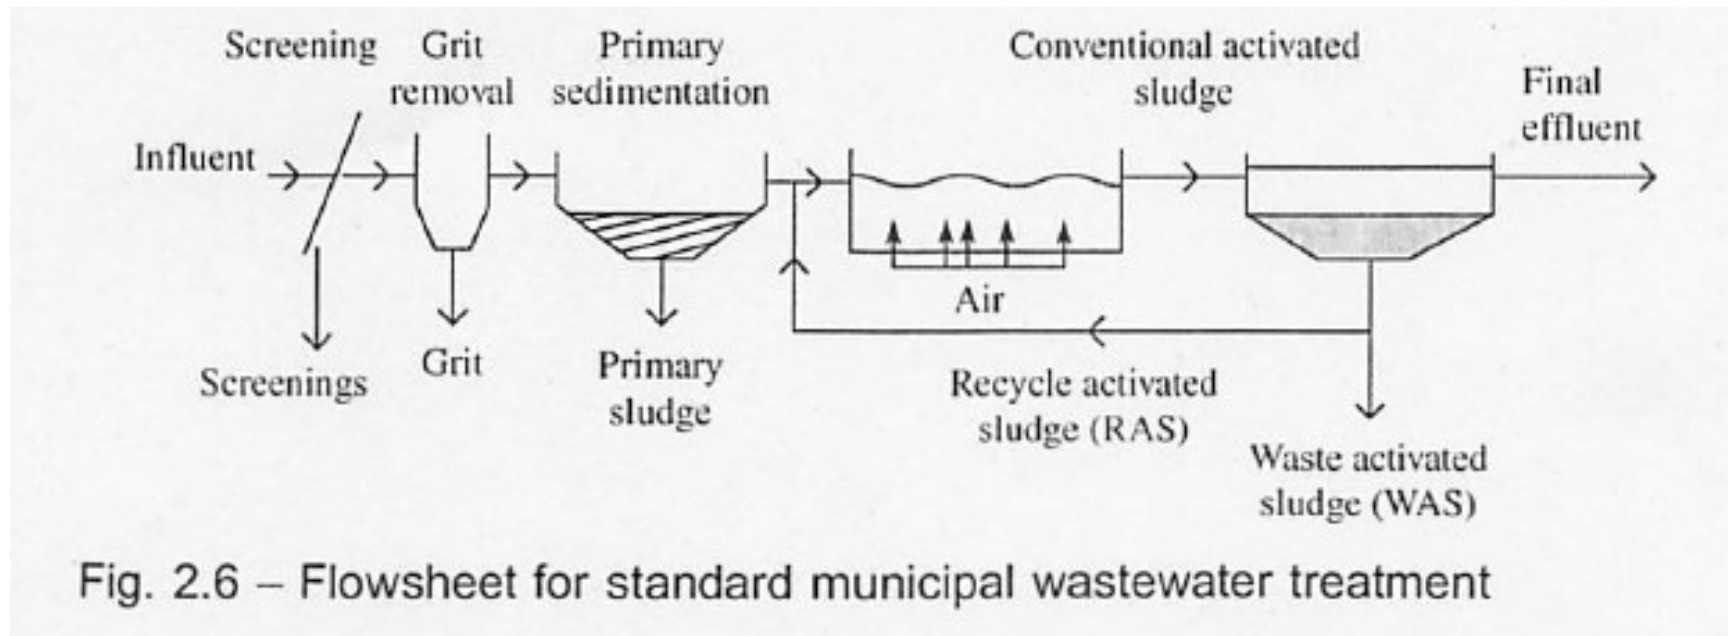 Screening
Grit
removal
Primary
sedimentation
Conventional activated
sludge
Final
effluent
Influent
Air
Screenings
Grit
Primary
sludge
Recycle activated
sludge (RAS)
Waste activated
sludge (WAS)
Fig. 2.6 – Flowsheet for standard municipal wastewater treatment